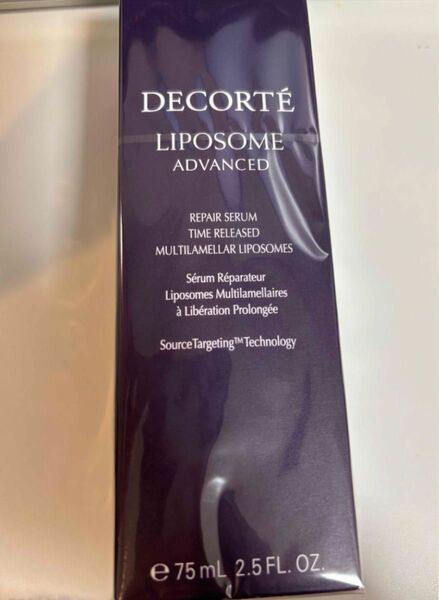 DECORTÉ
LIPOSOME
ADVANCED
REPAIR SERUM
TIME RELEASED
MULTILAMELLAR LIPOSOMES
Sérum Réparateur
Liposomes Multilamellaires
à Libération Prolongée
SourceTargeting™Technology
℮ 75 mL 2.5 FL. OZ.